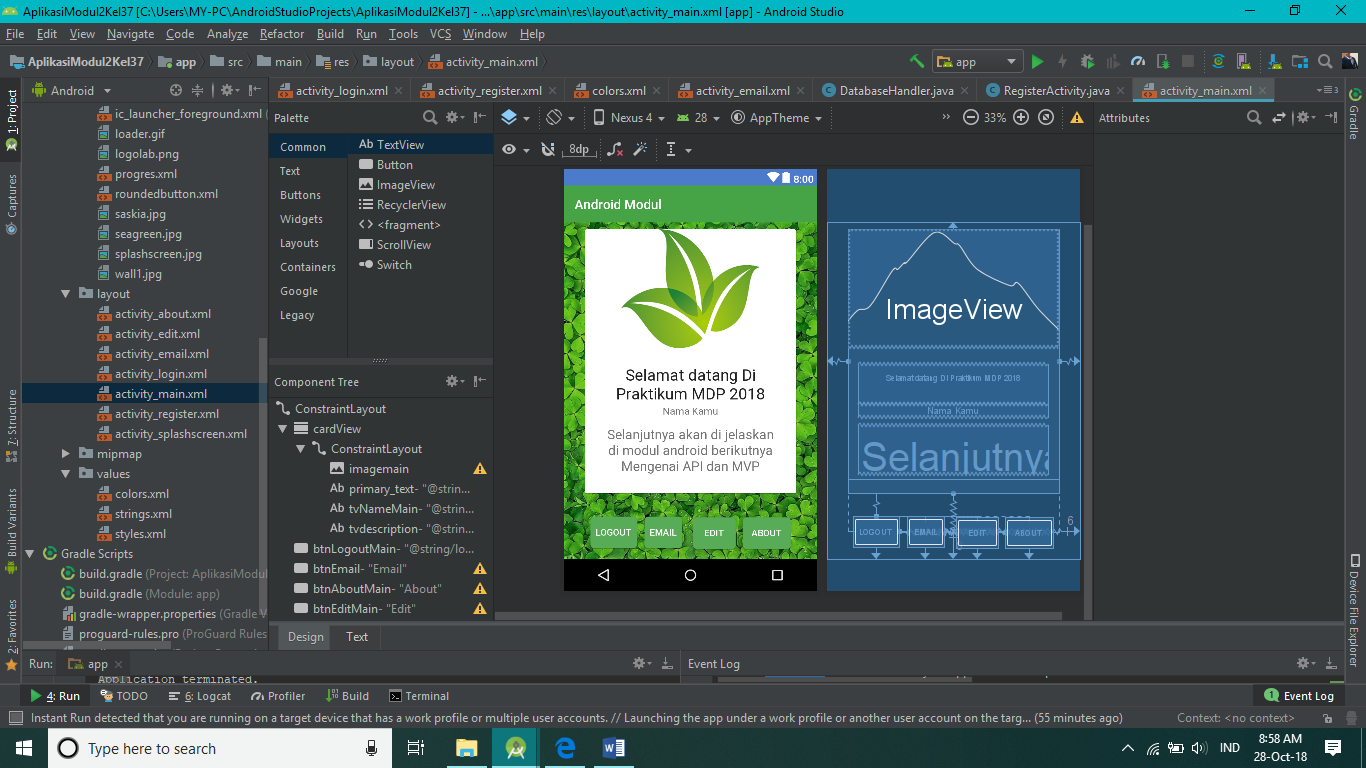 AplikasiModul2Kel37 [C:\Users\MY-PC\AndroidStudioProjects\AplikasiModul2Kel37] - ...\app\src\main\res\layout\activity_main.xml [app] - Android Studio
File Edit View Navigate Code Analyze Refactor Build Run Tools VCS Window Help
AplikasiModul2Kel37 app src main res layout activity_main.xml app
1: Project
Captures
7: Structure
Build Variants
2: Favorites
Android
ic_launcher_foreground.xml (
loader.gif
logolab.png
progres.xml
roundedbutton.xml
saskia.jpg
seagreen.jpg
splashscreen.jpg
wall1.jpg
layout
activity_about.xml
activity_edit.xml
activity_email.xml
activity_login.xml
activity_main.xml
activity_register.xml
activity_splashscreen.xml
mipmap
values
colors.xml
strings.xml
styles.xml
Gradle Scripts
build.gradle (Project: AplikasiModul
build.gradle (Module: app)
gradle-wrapper.properties (Gradle V
proguard-rules.pro (ProGuard Rules
activity_login.xml activity_register.xml colors.xml activity_email.xml DatabaseHandler.java RegisterActivity.java activity_main.xml 3
Palette
Common
Text
Buttons
Widgets
Layouts
Containers
Google
Legacy
Ab TextView
Button
ImageView
RecyclerView
<fragment>
ScrollView
Switch
Component Tree
ConstraintLayout
cardView
ConstraintLayout
imagemain
Ab primary_text- "@strin...
Ab tvNameMain- "@strin...
Ab tvdescription- "@strin...
btnLogoutMain- "@string/lo...
btnEmail- "Email"
btnAboutMain- "About"
btnEditMain- "Edit"
Design Text
Nexus 4 28 AppTheme 33%
8dp
8:00
Android Modul
Selamat datang Di
Praktikum MDP 2018
Nama Kamu
Selanjutnya akan di jelaskan
di modul android berikutnya
Mengenai API dan MVP
LOGOUT EMAIL EDIT ABOUT
ImageView
Selamat datang Di Praktikum MDP 2018
Nama Kamu
Selanjutnya
6
LOGOUT EMAIL EDIT ABOUT
Attributes
Gradle
Device File Explorer
Run: app
Event Log
Application terminated.
4: Run TODO 6: Logcat Profiler Build Terminal 1 Event Log
Instant Run detected that you are running on a target device that has a work profile or multiple user accounts. // Launching the app under a work profile or another user account on the targ... (55 minutes ago) Context: <no context>
Type here to search
IND
8:58 AM
28-Oct-18